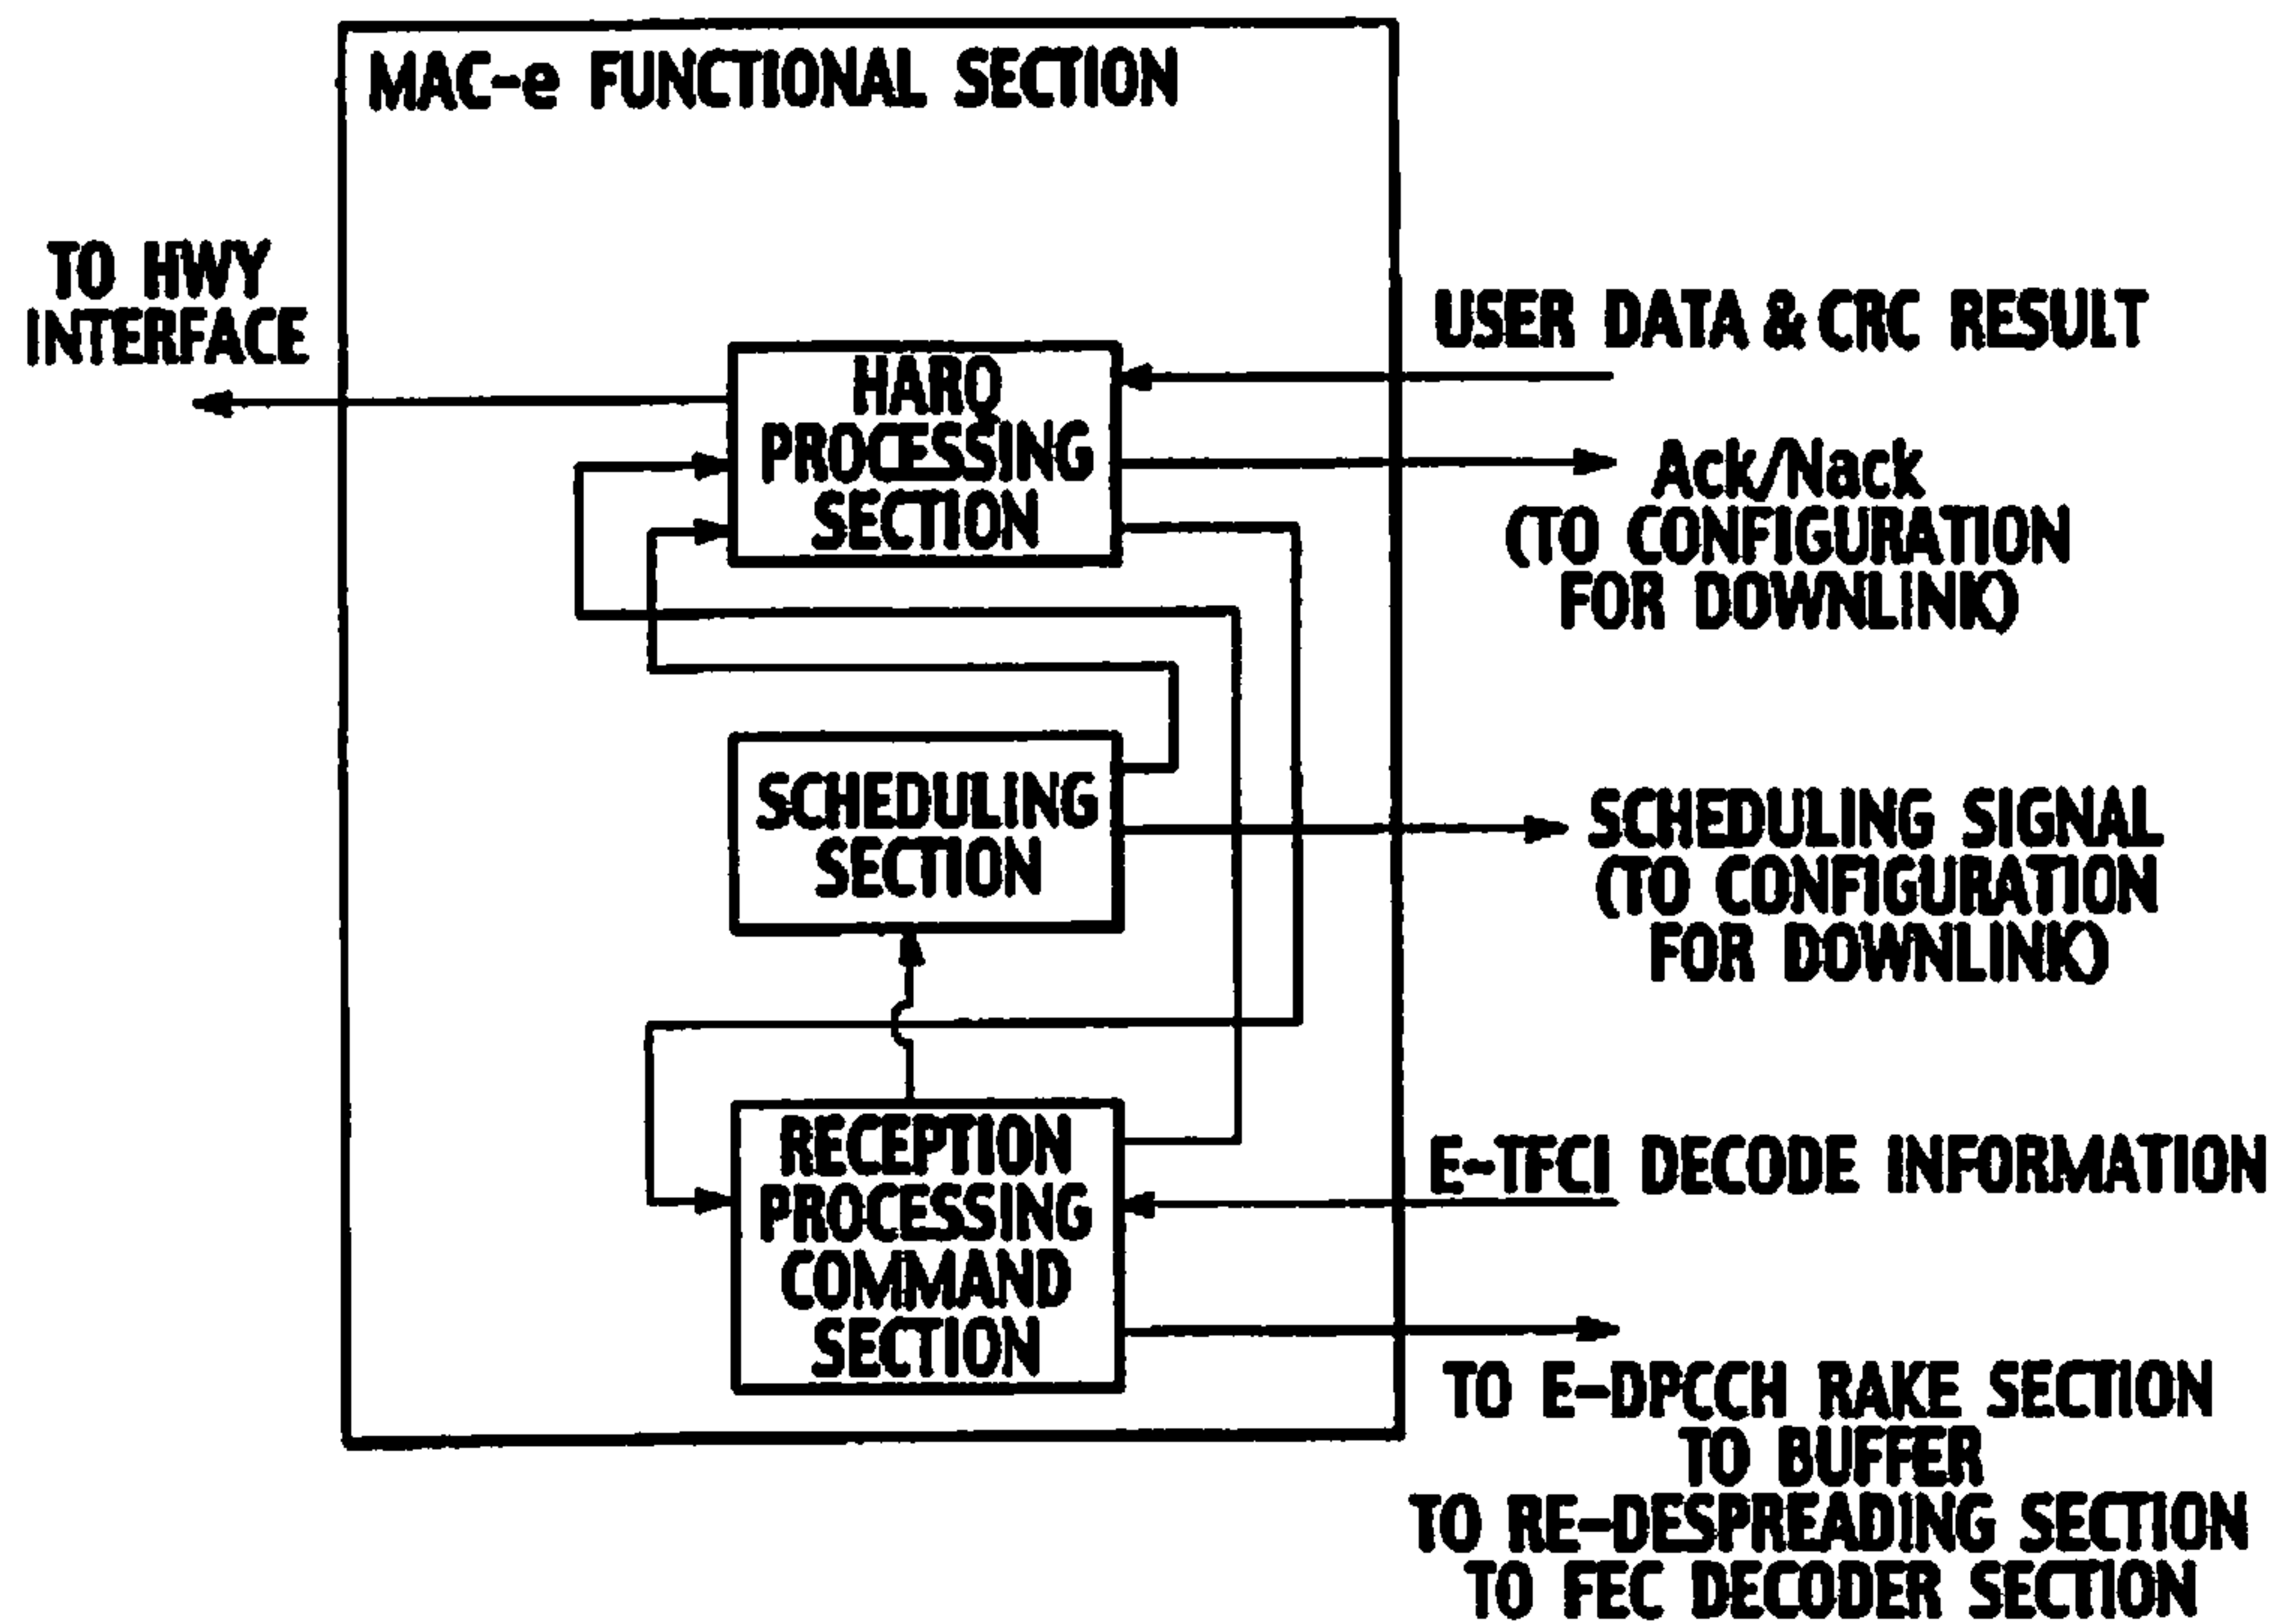 MAC-e FUNCTIONAL SECTION
TO HWY
INTERFACE
USER DATA & CRC RESULT
HARQ
PROCESSING
SECTION
Ack/Nack
(TO CONFIGURATION
FOR DOWNLINK)
SCHEDULING
SECTION
SCHEDULING SIGNAL
(TO CONFIGURATION
FOR DOWNLINK)
RECEPTION
PROCESSING
COMMAND
SECTION
E-TFCI DECODE INFORMATION
TO E-DPCCH RAKE SECTION
TO BUFFER
TO RE-DESPREADING SECTION
TO FEC DECODER SECTION